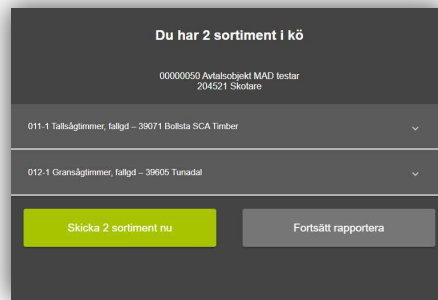 Du har 2 sortiment i kö
00000050 Avtalsobjekt MAD testar
204521 Skotare
011-1 Tallsågtimmer, fallgd – 39071 Bollsta SCA Timber
012-1 Gransågtimmer, fallgd – 39605 Tunadal
Skicka 2 sortiment nu
Fortsätt rapportera